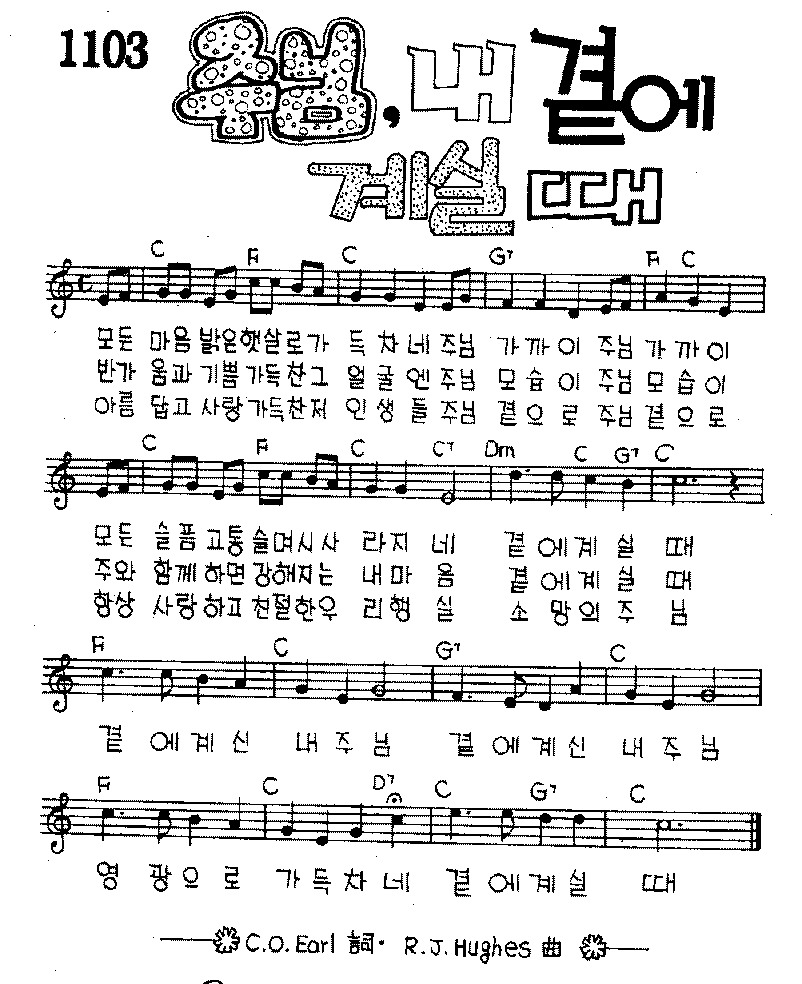 1103
주님, 내 곁에
계실 때
C F C G7 F C
모든 마음 밝은햇살로가 득 차 네 주님 가 까 이 주님 가 까 이
반가 움과 기쁨가득찬그 얼 굴 엔 주님 모 습 이 주님 모 습 이
아름 답고 사랑가득찬저 인 생 들 주님 곁 으 로 주님 곁 으 로
C F C C7 Dm C G7 C
모든 슬픔 고통슬며시사 라지 네 곁 에계 실 때
주와 함께 하면강해지는 내마 음 곁 에계 실 때
항상 사랑하고친절한우 리행 실 소 망의 주 님
F C G7 C
곁 에계 신 내 주 님 곁 에계 신 내 주 님
F C D7 C G7 C
영 광 으 로 가 득 차 네 곁 에계 실 때
C.O. Earl 詞· R.J. Hughes 曲